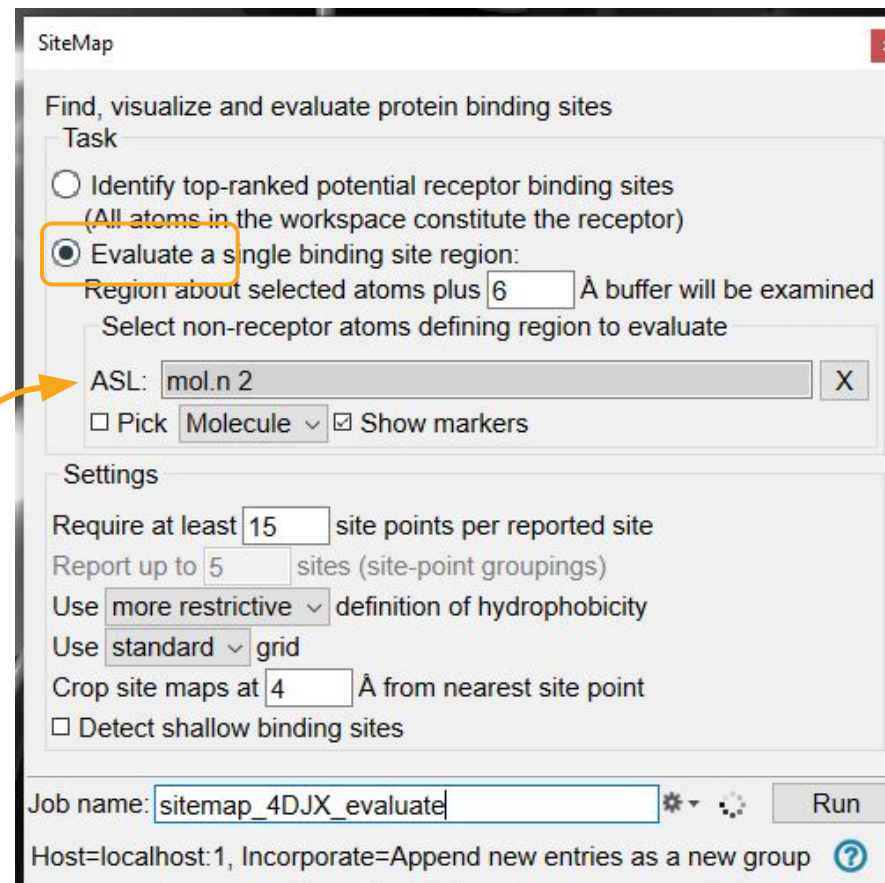 SiteMap
Find, visualize and evaluate protein binding sites
Task
Identify top-ranked potential receptor binding sites
(All atoms in the workspace constitute the receptor)
Evaluate a single binding site region:
Region about selected atoms plus 6 Å buffer will be examined
Select non-receptor atoms defining region to evaluate
ASL: mol.n 2 X
Pick Molecule Show markers
Settings
Require at least 15 site points per reported site
Report up to 5 sites (site-point groupings)
Use more restrictive definition of hydrophobicity
Use standard grid
Crop site maps at 4 Å from nearest site point
Detect shallow binding sites
Job name: sitemap_4DJX_evaluate Run
Host=localhost:1, Incorporate=Append new entries as a new group ?